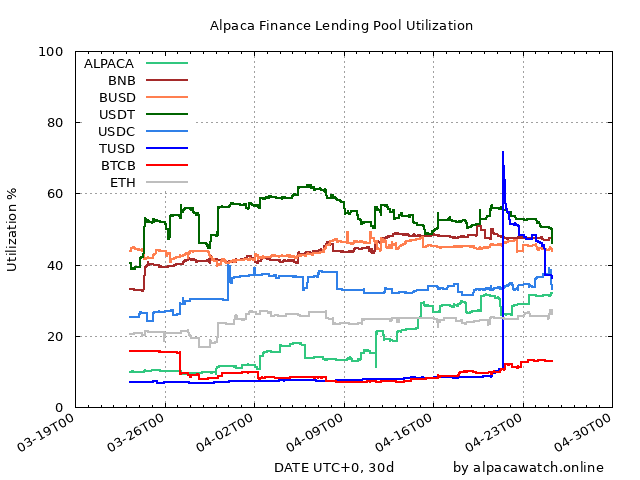 Alpaca Finance Lending Pool Utilization
100
80
60
40
20
0
Utilization %
ALPACA
BNB
BUSD
USDT
USDC
TUSD
BTCB
ETH
03-19T00
03-26T00
04-02T00
04-09T00
04-16T00
04-23T00
04-30T00
DATE UTC+0, 30d
by alpacawatch.online